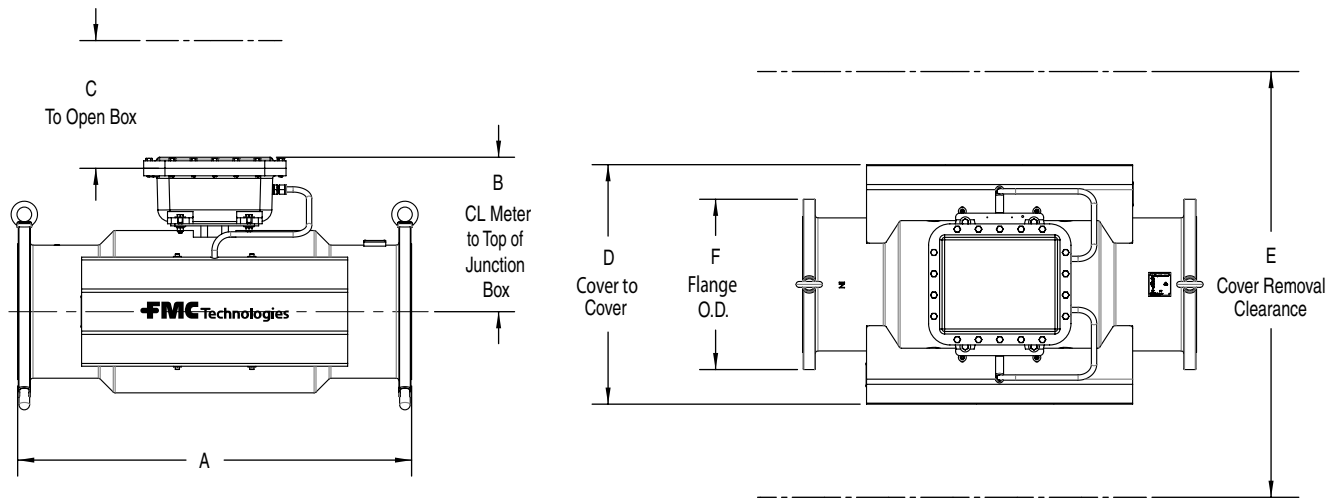 C
To Open Box
B
CL Meter
to Top of
Junction
Box
FMC Technologies
A
D
Cover to
Cover
F
Flange
O.D.
IN
E
Cover Removal
Clearance